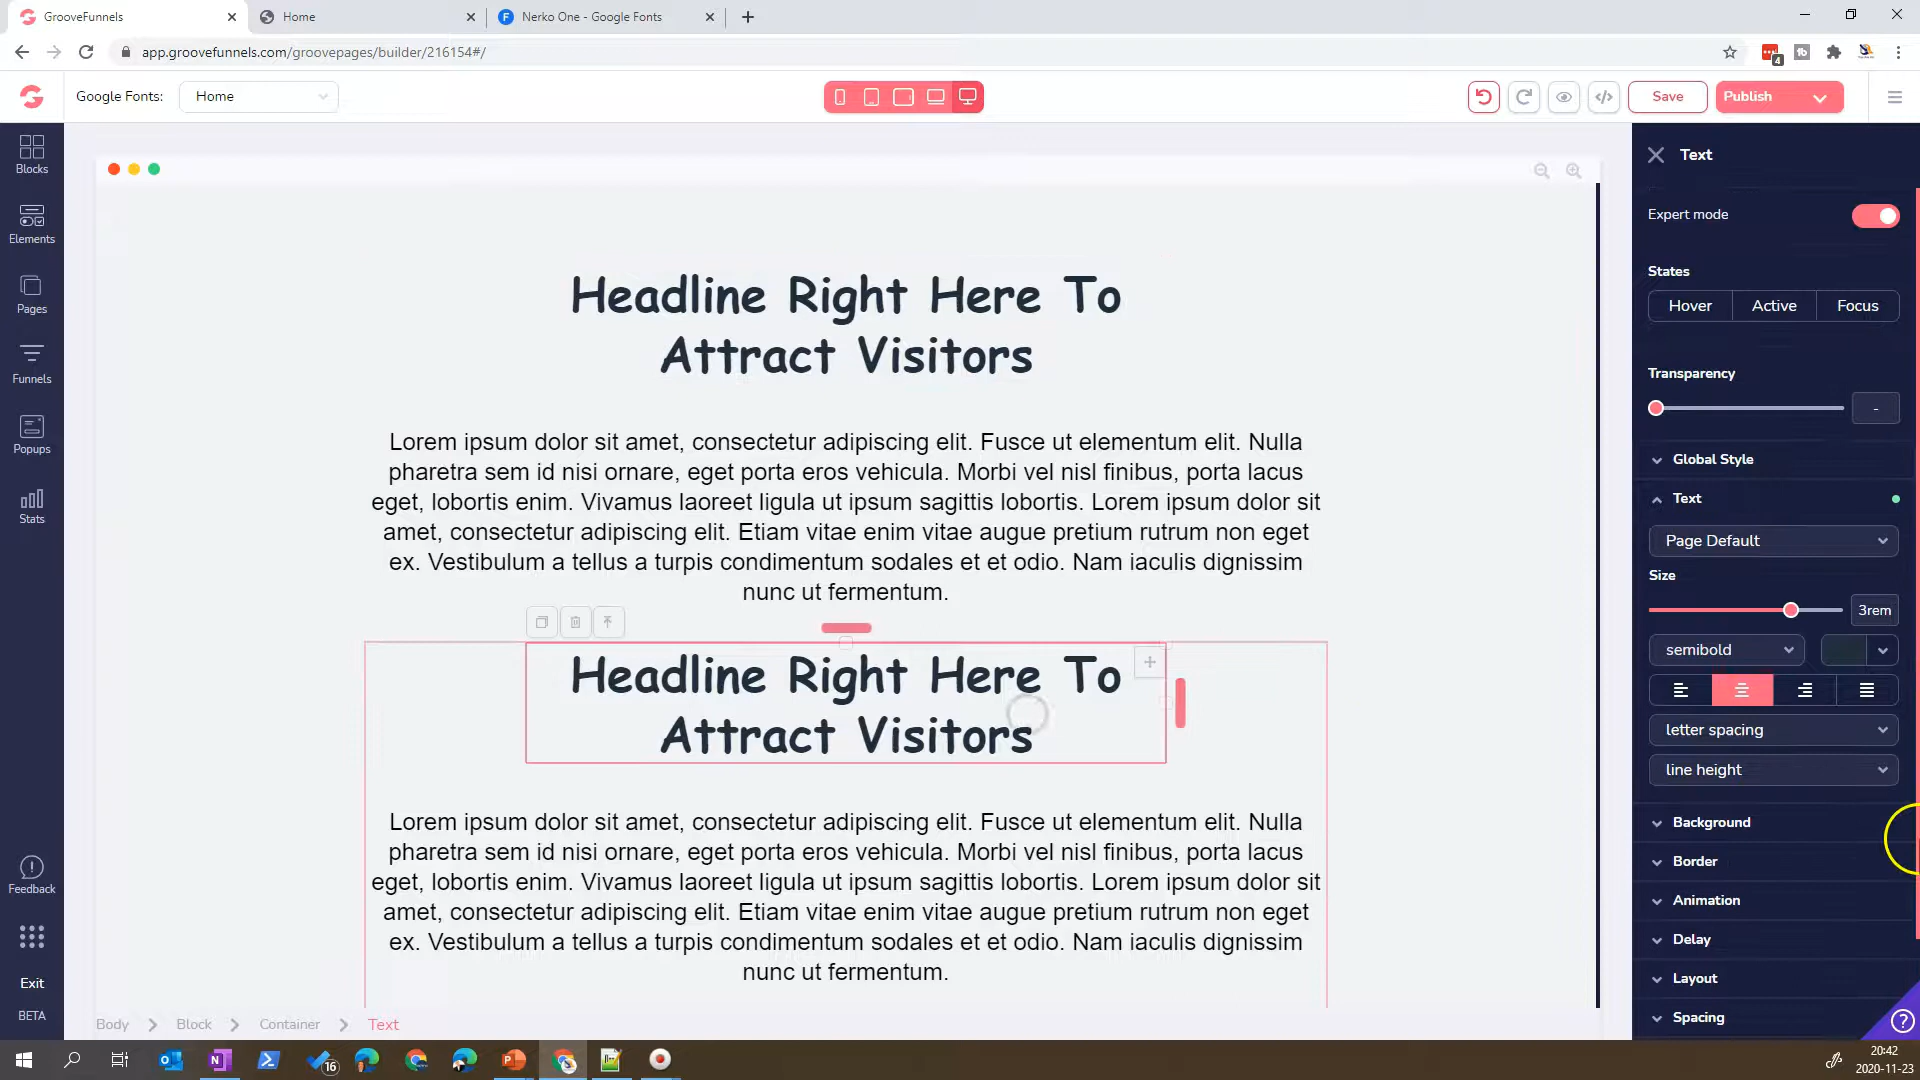 GrooveFunnels
Home
Nerko One - Google Fonts
app.groovefunnels.com/groovepages/builder/216154#/
4
Google Fonts:
Home
Save
Publish
Blocks
Elements
Pages
Funnels
Popups
Stats
Feedback
Exit
BETA
Headline Right Here To
Attract Visitors
Lorem ipsum dolor sit amet, consectetur adipiscing elit. Fusce ut elementum elit. Nulla
pharetra sem id nisi ornare, eget porta eros vehicula. Morbi vel nisl finibus, porta lacus
eget, lobortis enim. Vivamus laoreet ligula ut ipsum sagittis lobortis. Lorem ipsum dolor sit
amet, consectetur adipiscing elit. Etiam vitae enim vitae augue pretium rutrum non eget
ex. Vestibulum a tellus a turpis condimentum sodales et et odio. Nam iaculis dignissim
nunc ut fermentum.
Headline Right Here To
Attract Visitors
Lorem ipsum dolor sit amet, consectetur adipiscing elit. Fusce ut elementum elit. Nulla
pharetra sem id nisi ornare, eget porta eros vehicula. Morbi vel nisl finibus, porta lacus
eget, lobortis enim. Vivamus laoreet ligula ut ipsum sagittis lobortis. Lorem ipsum dolor sit
amet, consectetur adipiscing elit. Etiam vitae enim vitae augue pretium rutrum non eget
ex. Vestibulum a tellus a turpis condimentum sodales et et odio. Nam iaculis dignissim
nunc ut fermentum.
Body
Block
Container
Text
Text
Expert mode
States
Hover
Active
Focus
Transparency
-
Global Style
Text
Page Default
Size
3rem
semibold
letter spacing
line height
Background
Border
Animation
Delay
Layout
Spacing
?
16
20:42
2020-11-23